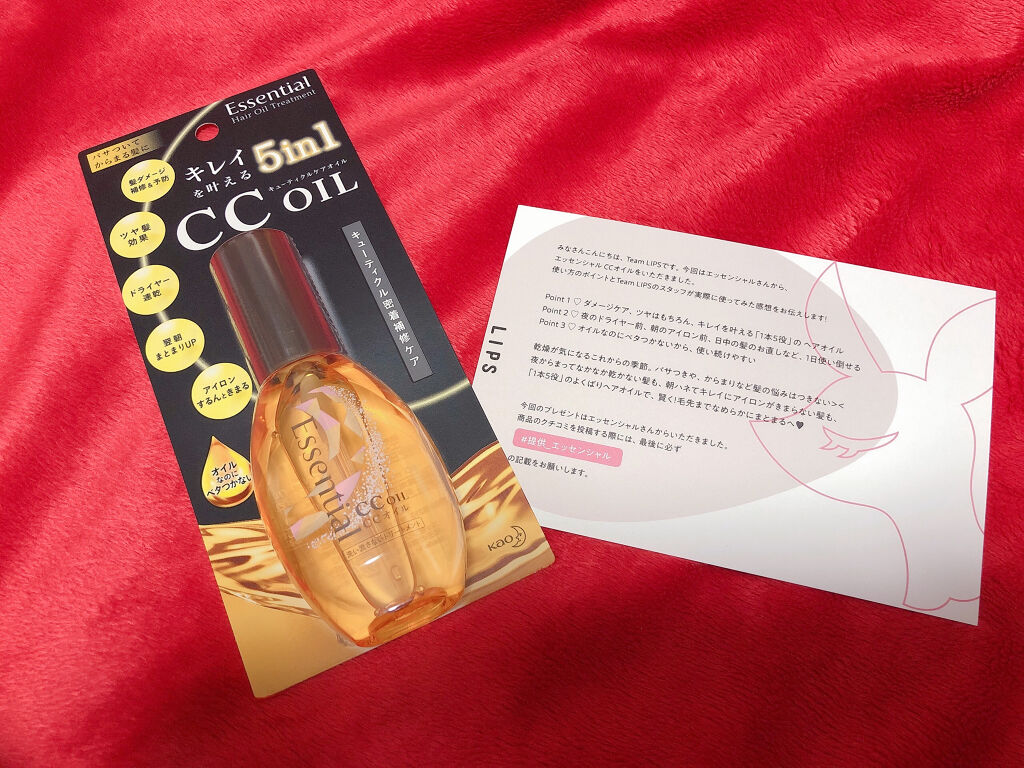 Essential
Hair Oil Treatment
パサついて
からまる髪に
キレイ
を叶える
5in1
キューティクルケアオイル
CC OIL
キューティクル密着補修ケア
髪ダメージ
補修&予防
ツヤ髪
効果
ドライヤー
速乾
翌朝
まとまりUP
アイロン
するんときまる
オイル
なのに
ベタつかない
Essential
CC OIL
CCオイル
洗い流さないトリートメント
Kao
LIPS
みなさんこんにちは、Team LIPSです。今回はエッセンシャルさんから、
エッセンシャル CCオイルをいただきました。
使い方のポイントとTeam LIPSのスタッフが実際に使ってみた感想をお伝えします!
Point 1 ♡ ダメージケア、ツヤはもちろん、キレイを叶える「1本5役」の ヘアオイル
Point 2 ♡ 夜のドライヤー前、朝のアイロン前、日中の髪のお直しなど、1日使い倒せる
Point 3 ♡ オイルなのにベタつかないから、使い続けやすい
乾燥が気になるこれからの季節。パサつきや、からまりなど髪の悩みはつきない><
夜からまってなかなか乾かない髪も、朝ハネてキレイにアイロンがきまらない髪も、
「1本5役」のよくばりヘアオイルで、賢く!毛先までなめらかにまとまるへ♥
今回のプレゼントはエッセンシャルさんからいただきました。
商品のクチコミを投稿する際には、最後に必ず
#提供_エッセンシャル
の記載をお願いします。